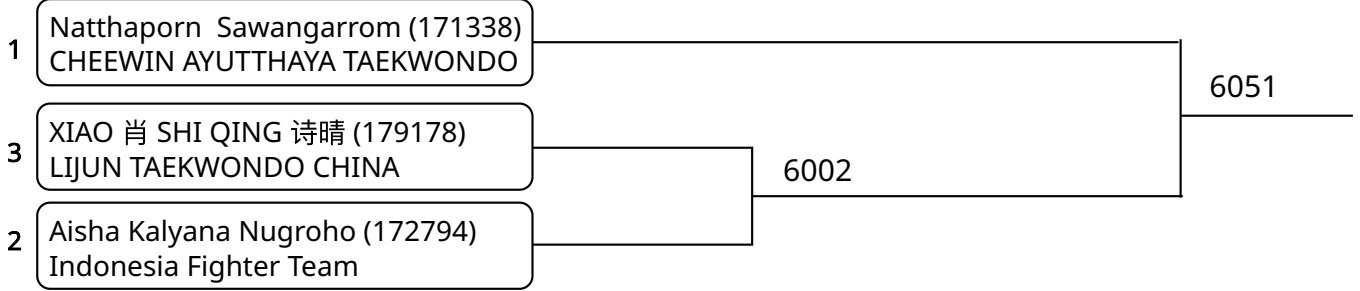 1
Natthaporn  Sawangarrom (171338)
CHEEWIN AYUTTHAYA TAEKWONDO
6051
3
XIAO 肖 SHI QING 诗晴 (179178)
LIJUN TAEKWONDO CHINA
6002
2
Aisha Kalyana Nugroho (172794)
Indonesia Fighter Team